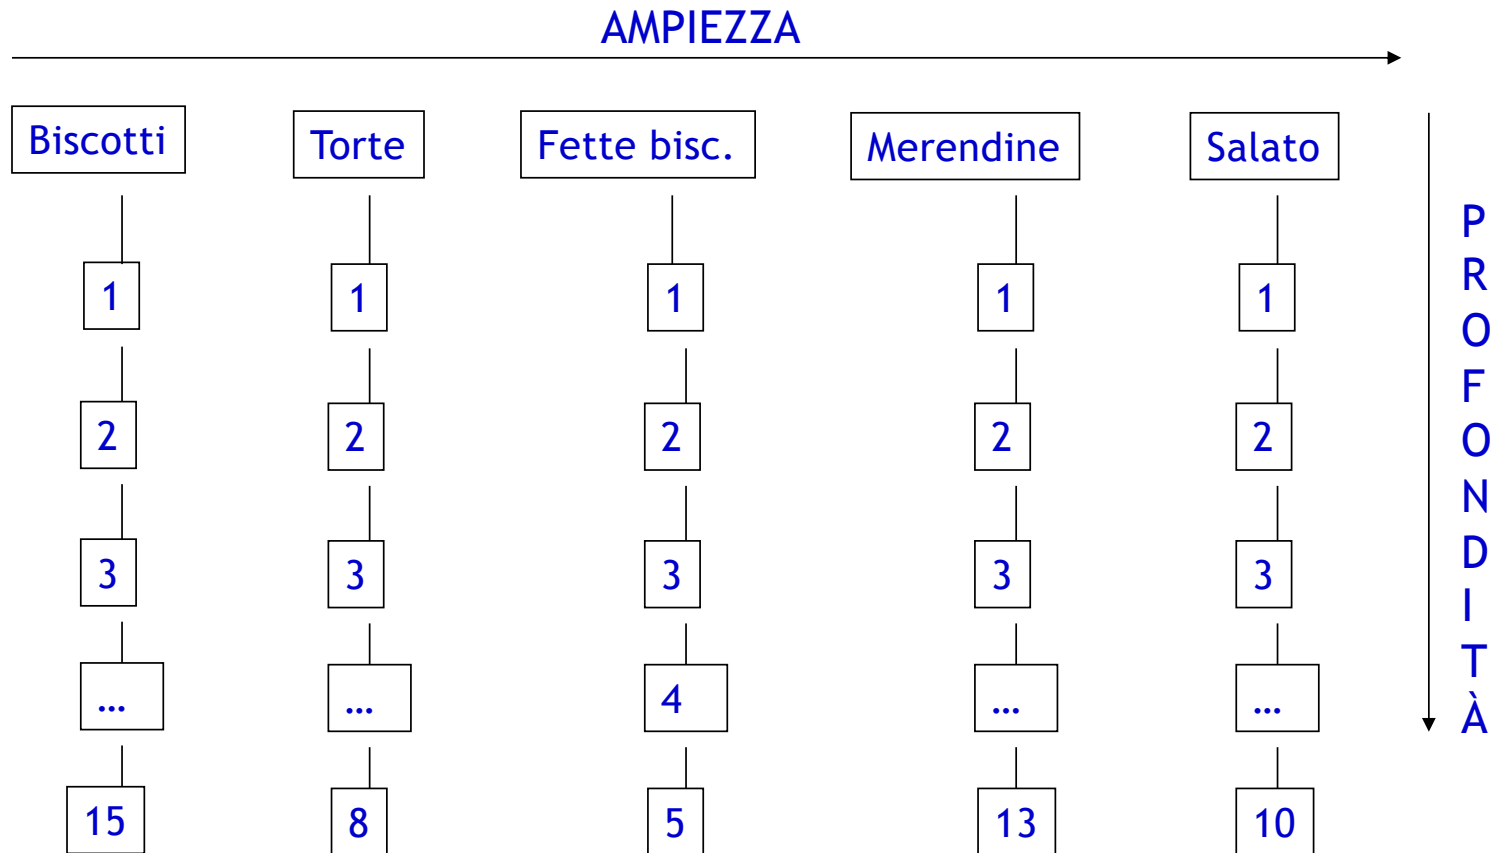 AMPIEZZA
Biscotti Torte Fette bisc. Merendine Salato
1 1 1 1 1
2 2 2 2 2
3 3 3 3 3
... ... 4 ... ...
15 8 5 13 10
P
R
O
F
O
N
D
I
T
À